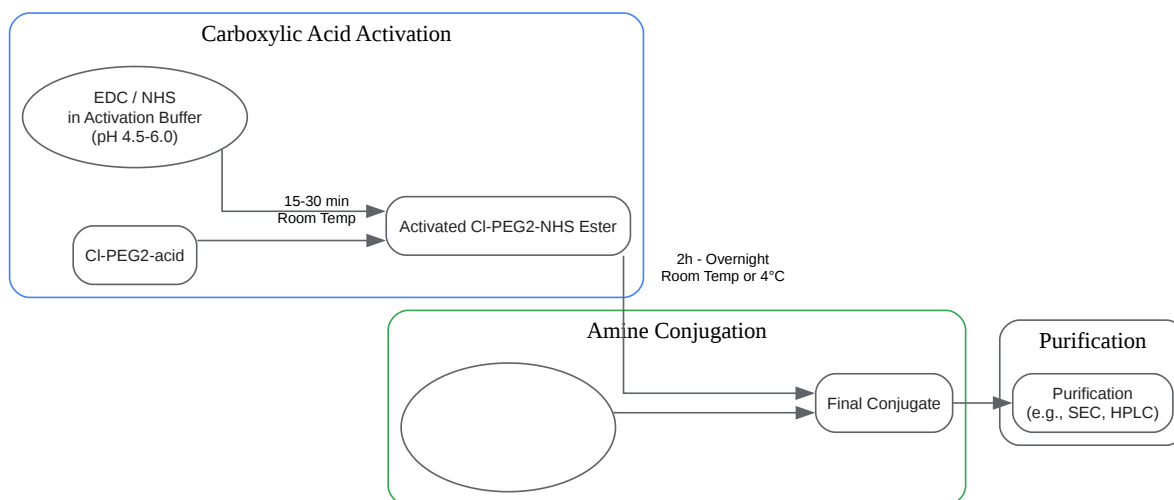 Carboxylic Acid Activation
EDC / NHS
in Activation Buffer
(pH 4.5-6.0)
15-30 min
Room Temp
Cl-PEG2-acid
Activated Cl-PEG2-NHS Ester
2h - Overnight
Room Temp or 4°C
Amine Conjugation
Final Conjugate
Purification
Purification
(e.g., SEC, HPLC)